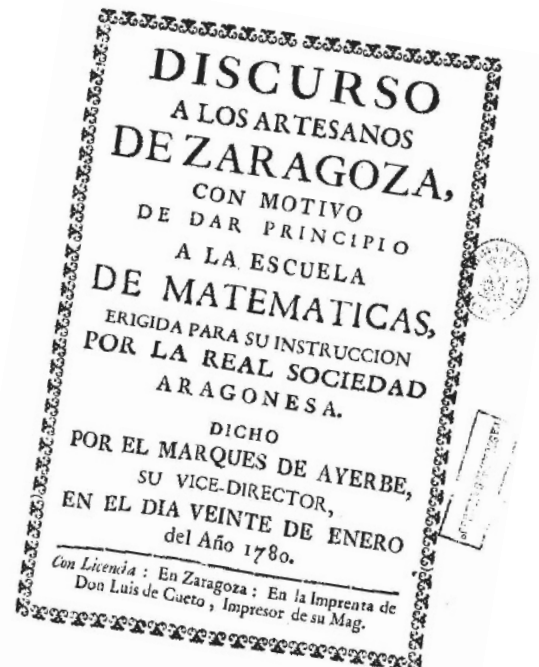 DISCURSO
A LOS ARTESANOS
DE ZARAGOZA,
CON MOTIVO
DE DAR PRINCIPIO
A LA ESCUELA
DE MATEMATICAS,
ERIGIDA PARA SU INSTRUCCION
POR LA REAL SOCIEDAD
ARAGONESA.
DICHO
POR EL MARQUES DE AYERBE,
SU VICE-DIRECTOR,
EN EL DIA VEINTE DE ENERO
del Año 1780.
Con Licencia : En Zaragoza : En la Imprenta de
Don Luis de Cueto , Impresor de su Mag.